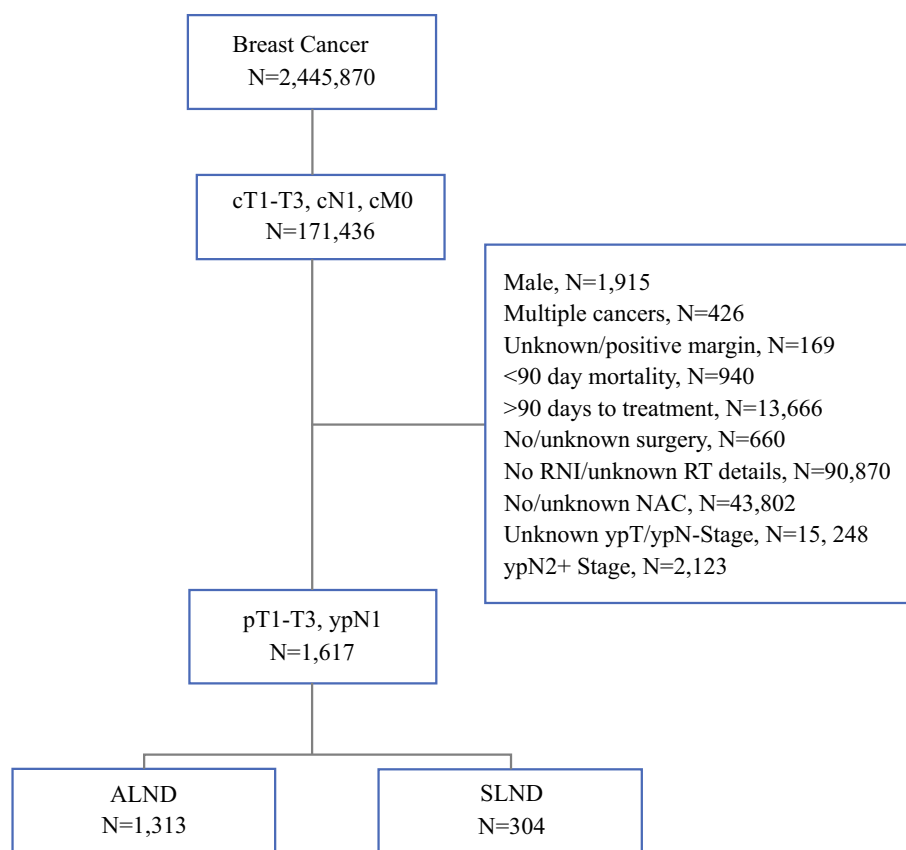 Breast Cancer
N=2,445,870
cT1-T3, cN1, cM0
N=171,436
Male, N=1,915
Multiple cancers, N=426
Unknown/positive margin, N=169
<90 day mortality, N=940
>90 days to treatment, N=13,666
No/unknown surgery, N=660
No RNI/unknown RT details, N=90,870
No/unknown NAC, N=43,802
Unknown ypT/ypN-Stage, N=15, 248
ypN2+ Stage, N=2,123
pT1-T3, ypN1
N=1,617
ALND
N=1,313
SLND
N=304